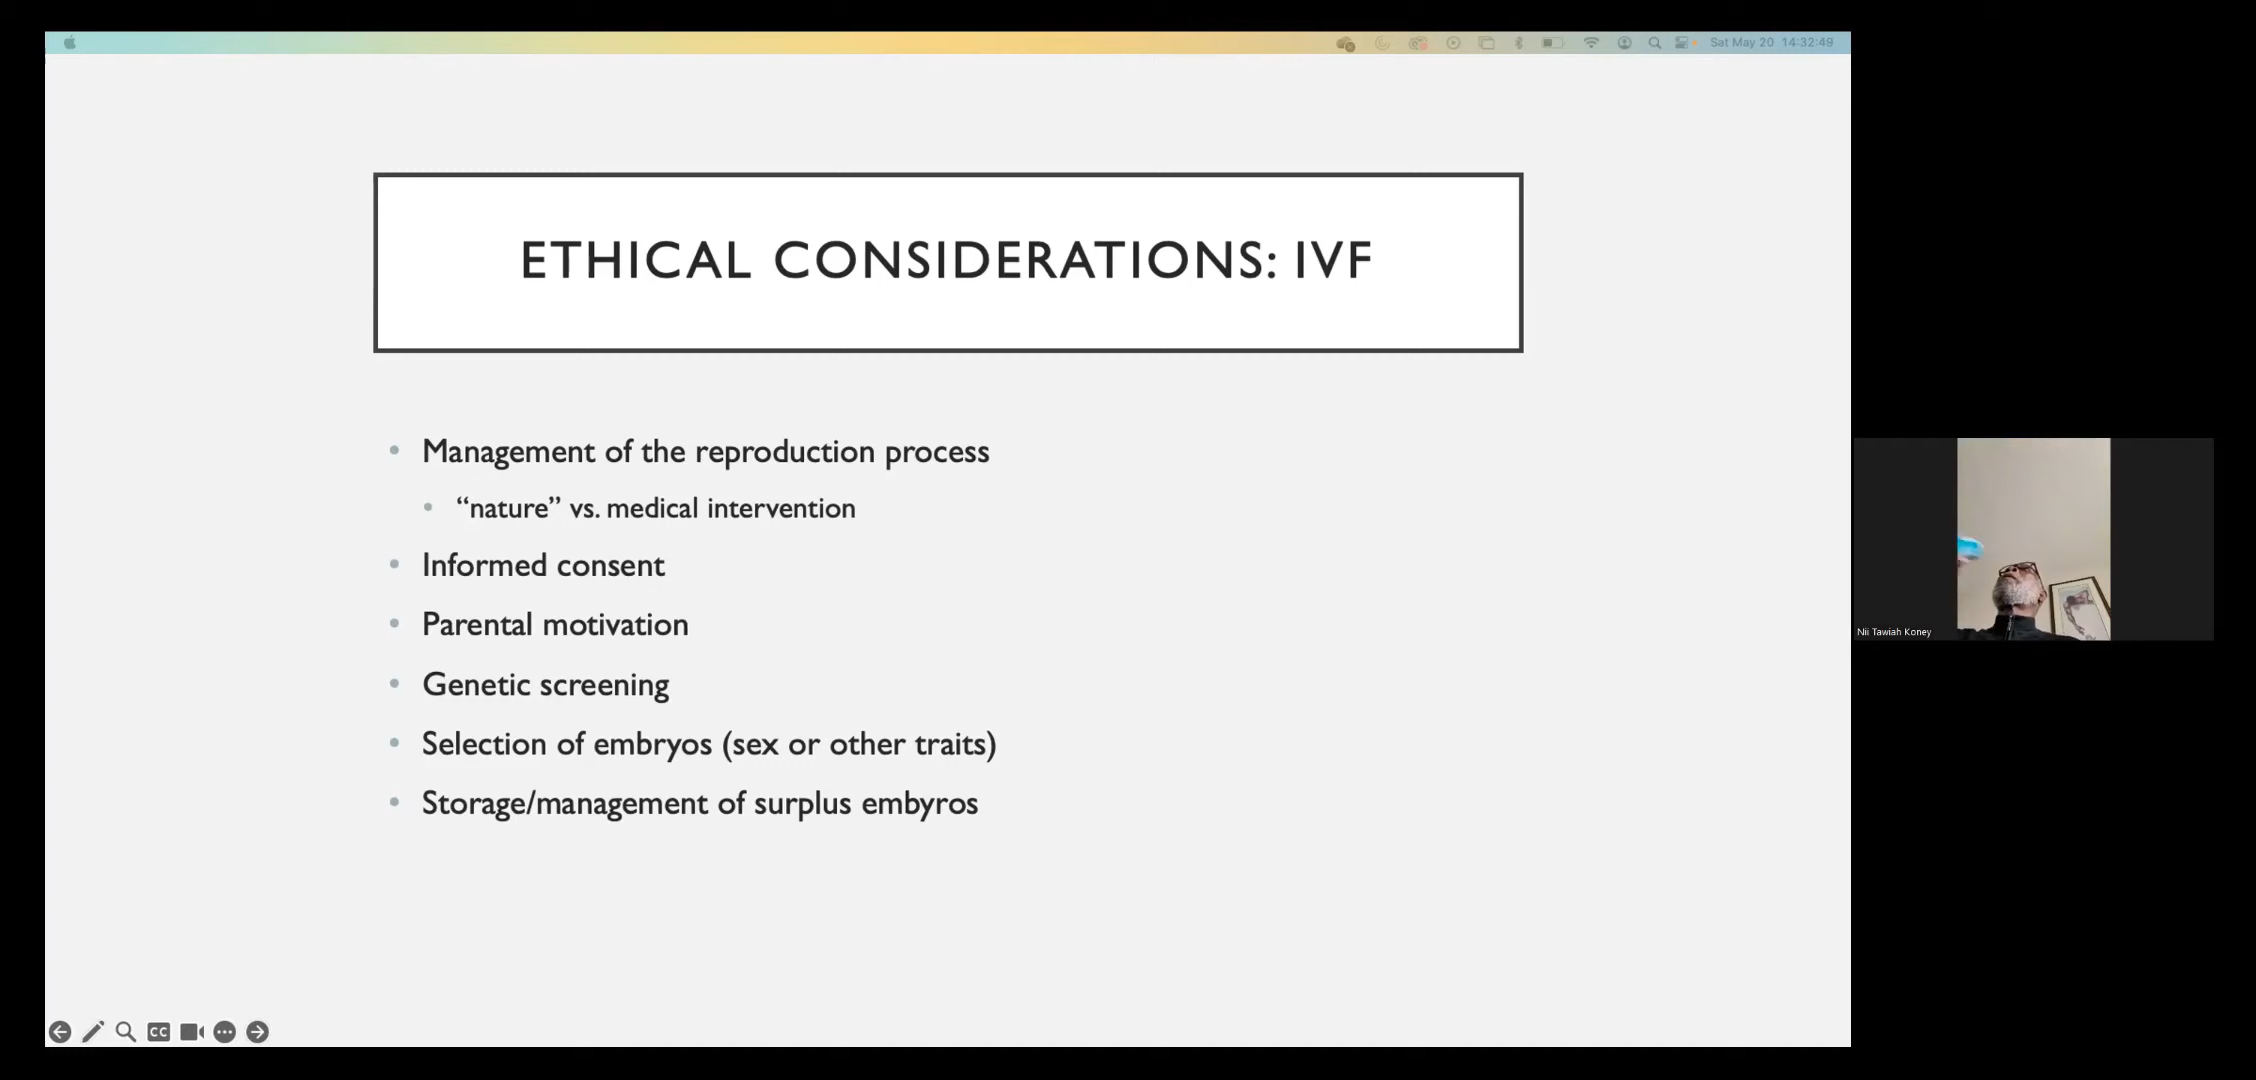 Sat May 20 14:32:49
ETHICAL CONSIDERATIONS: IVF
• Management of the reproduction process
• “nature” vs. medical intervention
• Informed consent
• Parental motivation
• Genetic screening
• Selection of embryos (sex or other traits)
• Storage/management of surplus embyros
Nii Tawiah Koney
CC